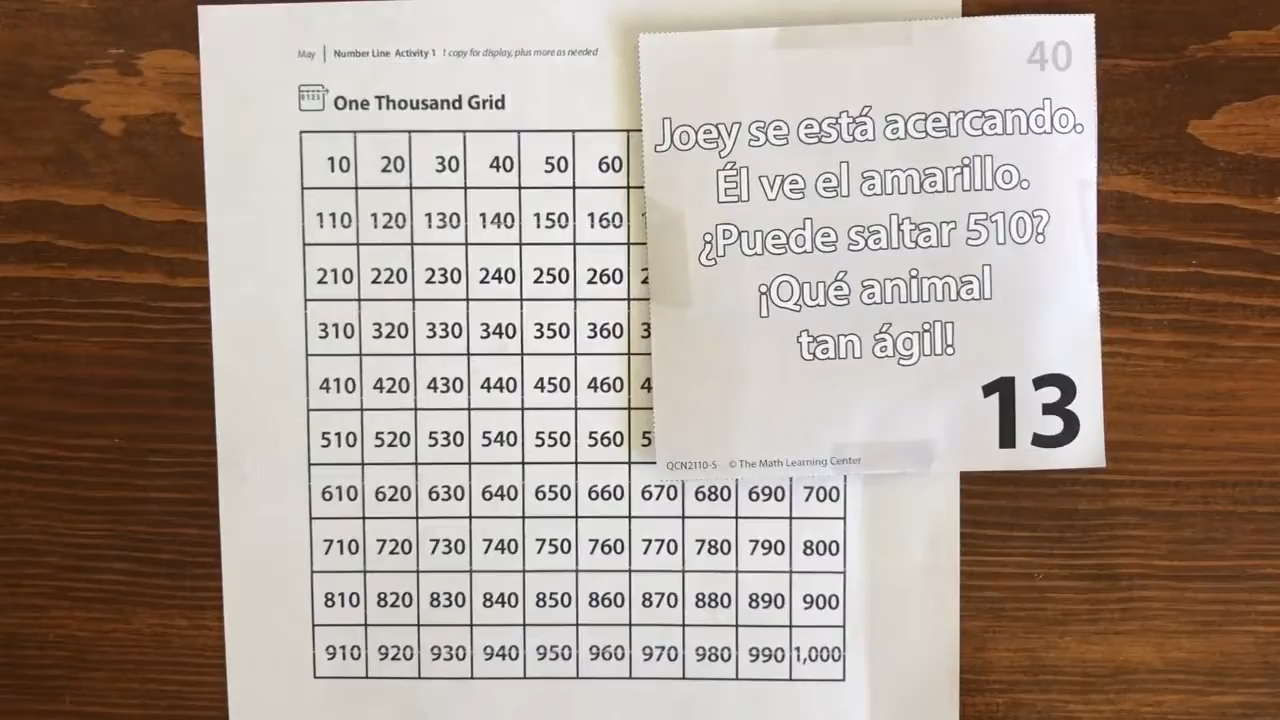 May | Number Line Activity 1 1 copy for display, plus more as needed
0 1 2 3
One Thousand Grid
10 20 30 40 50 60
110 120 130 140 150 160
210 220 230 240 250 260
310 320 330 340 350 360
410 420 430 440 450 460
510 520 530 540 550 560
610 620 630 640 650 660 670 680 690 700
710 720 730 740 750 760 770 780 790 800
810 820 830 840 850 860 870 880 890 900
910 920 930 940 950 960 970 980 990 1,000
40
Joey se está acercando.
Él ve el amarillo.
¿Puede saltar 510?
¡Qué animal
tan ágil!
13
QCN2110-S © The Math Learning Center